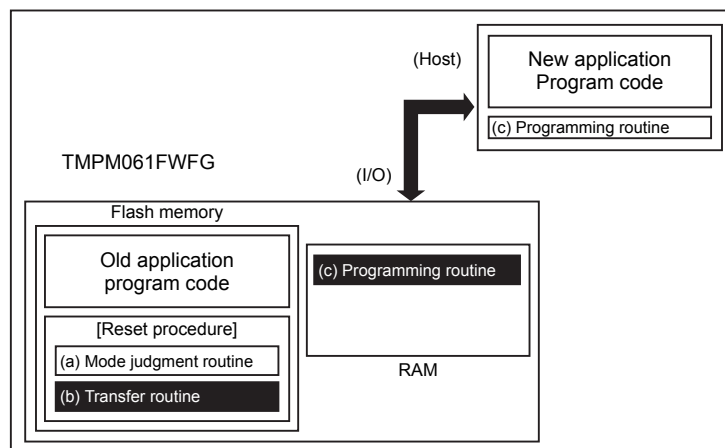 (Host)
New application
Program code
(c) Programming routine
TMPM061FWFG
(I/O)
Flash memory
Old application
program code
(c) Programming routine
[Reset procedure]
(a) Mode judgment routine
(b) Transfer routine
RAM